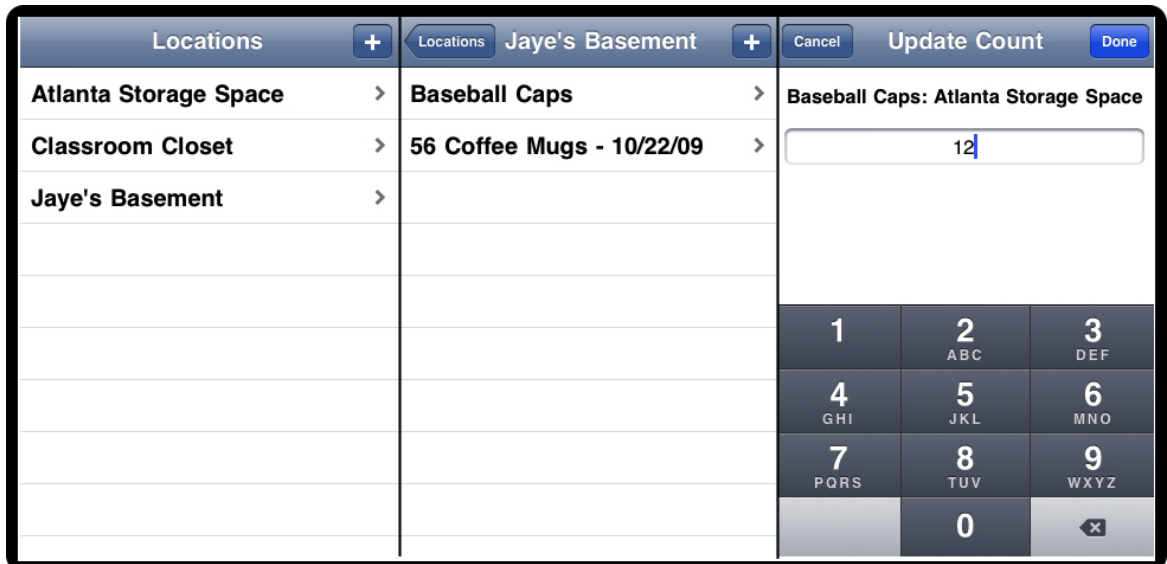 Locations
+
Atlanta Storage Space
Classroom Closet
Jaye's Basement
Locations
Jaye's Basement
+
Baseball Caps
56 Coffee Mugs - 10/22/09
Cancel
Update Count
Done
Baseball Caps: Atlanta Storage Space
12
1 2 3
ABC DEF
4 5 6
GHI JKL MNO
7 8 9
PQRS TUV WXYZ
0